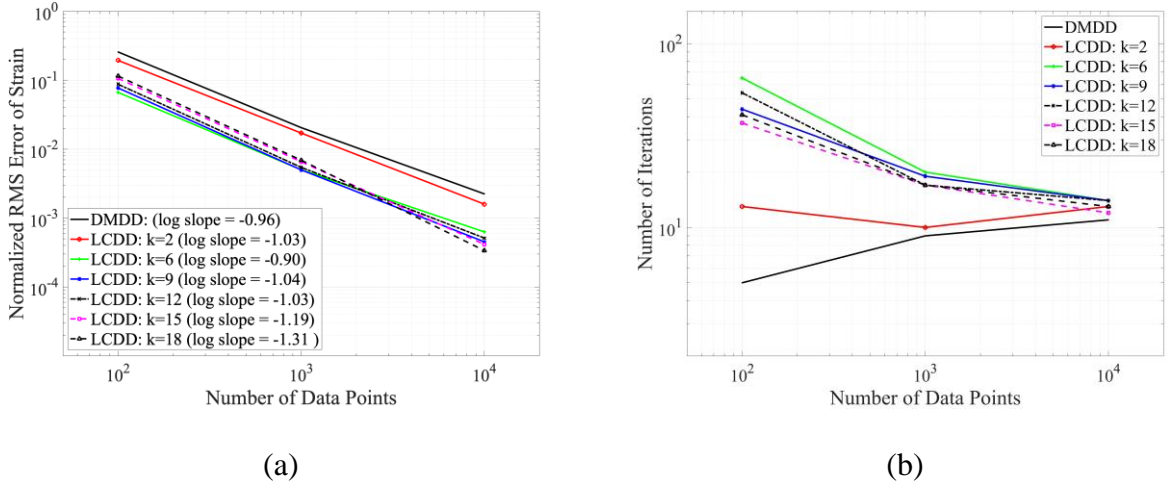 10^0
10^-1
10^-2
10^-3
10^-4
Normalized RMS Error of Strain
DMDD: (log slope = -0.96)
LCDD: k=2 (log slope = -1.03)
LCDD: k=6 (log slope = -0.90)
LCDD: k=9 (log slope = -1.04)
LCDD: k=12 (log slope = -1.03)
LCDD: k=15 (log slope = -1.19)
LCDD: k=18 (log slope = -1.31 )
10^2 10^3 10^4
Number of Data Points
(a)
10^2
10^1
Number of Iterations
DMDD
LCDD: k=2
LCDD: k=6
LCDD: k=9
LCDD: k=12
LCDD: k=15
LCDD: k=18
10^2 10^3 10^4
Number of Data Points
(b)